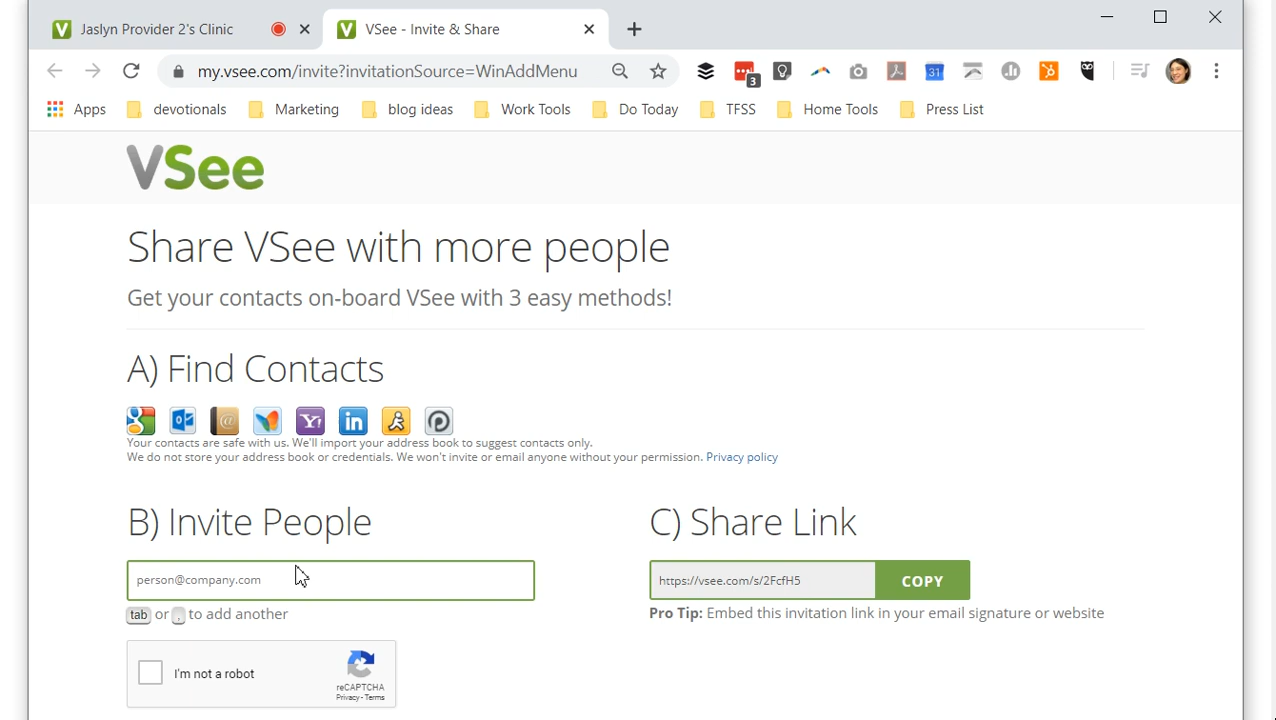 Jaslyn Provider 2's Clinic
VSee - Invite & Share
my.vsee.com/invite?invitationSource=WinAddMenu
3
31
Apps
devotionals
Marketing
blog ideas
Work Tools
Do Today
TFSS
Home Tools
Press List
VSee
Share VSee with more people
Get your contacts on-board VSee with 3 easy methods!
A) Find Contacts
Your contacts are safe with us. We'll import your address book to suggest contacts only.
We do not store your address book or credentials. We won't invite or email anyone without your permission. Privacy policy
B) Invite People
person@company.com
tab or , to add another
I'm not a robot
reCAPTCHA
Privacy - Terms
C) Share Link
https://vsee.com/s/2FcfH5
COPY
Pro Tip: Embed this invitation link in your email signature or website